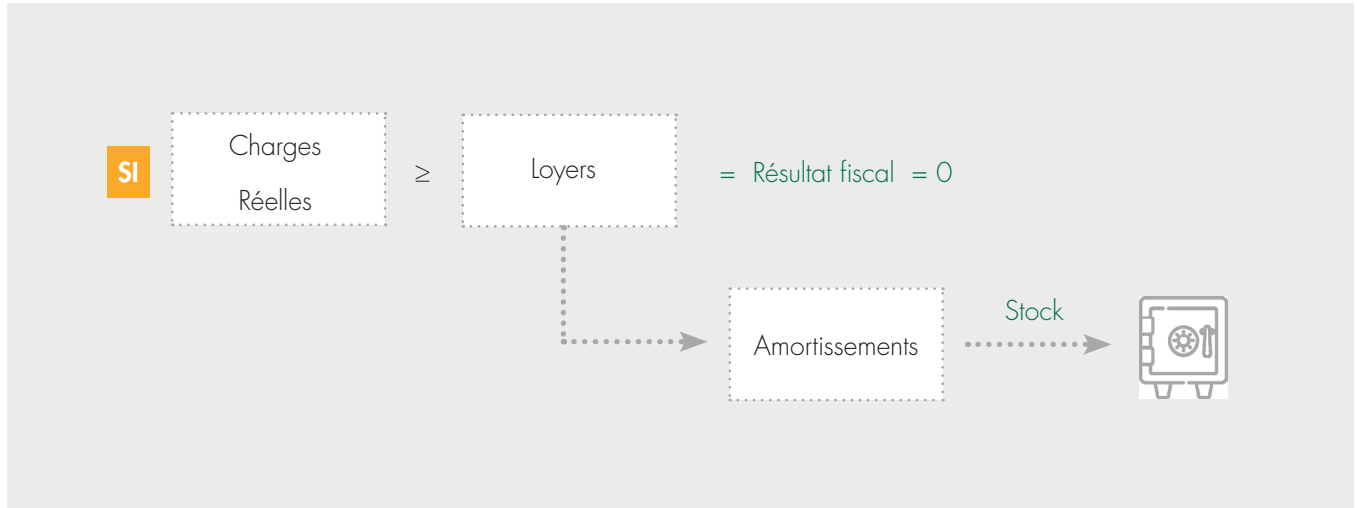 SI
Charges
Réelles
≥
Loyers
= Résultat fiscal = 0
Amortissements
Stock